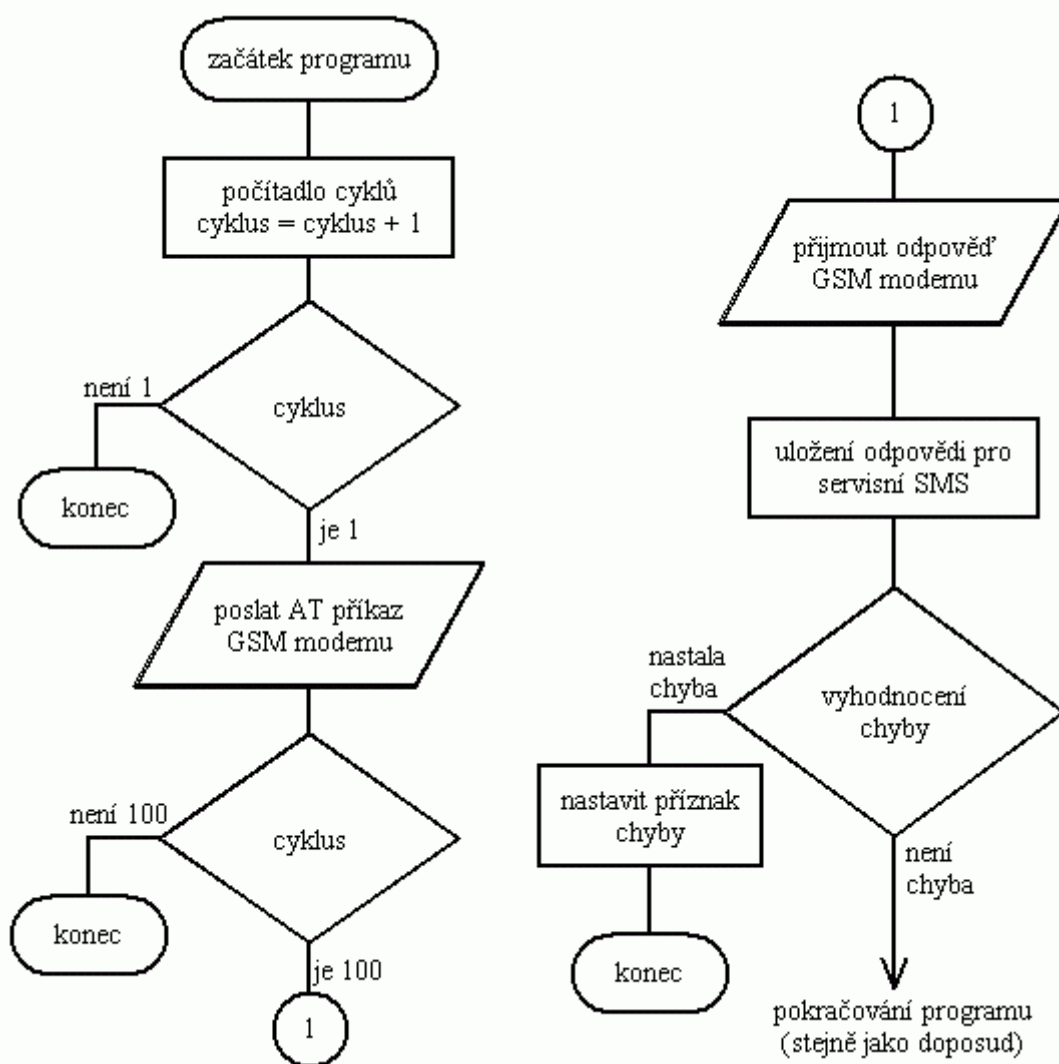 začátek programu
počítadlo cyklů
cyklus = cyklus + 1
není 1
cyklus
konec
je 1
poslat AT příkaz
GSM modemu
není 100
cyklus
konec
je 100
1
1
přijmout odpověď
GSM modemu
uložení odpovědi pro
servisní SMS
nastala
chyba
vyhodnocení
chyby
nastavit příznak
chyby
není
chyba
konec
pokračování programu
(stejně jako doposud)